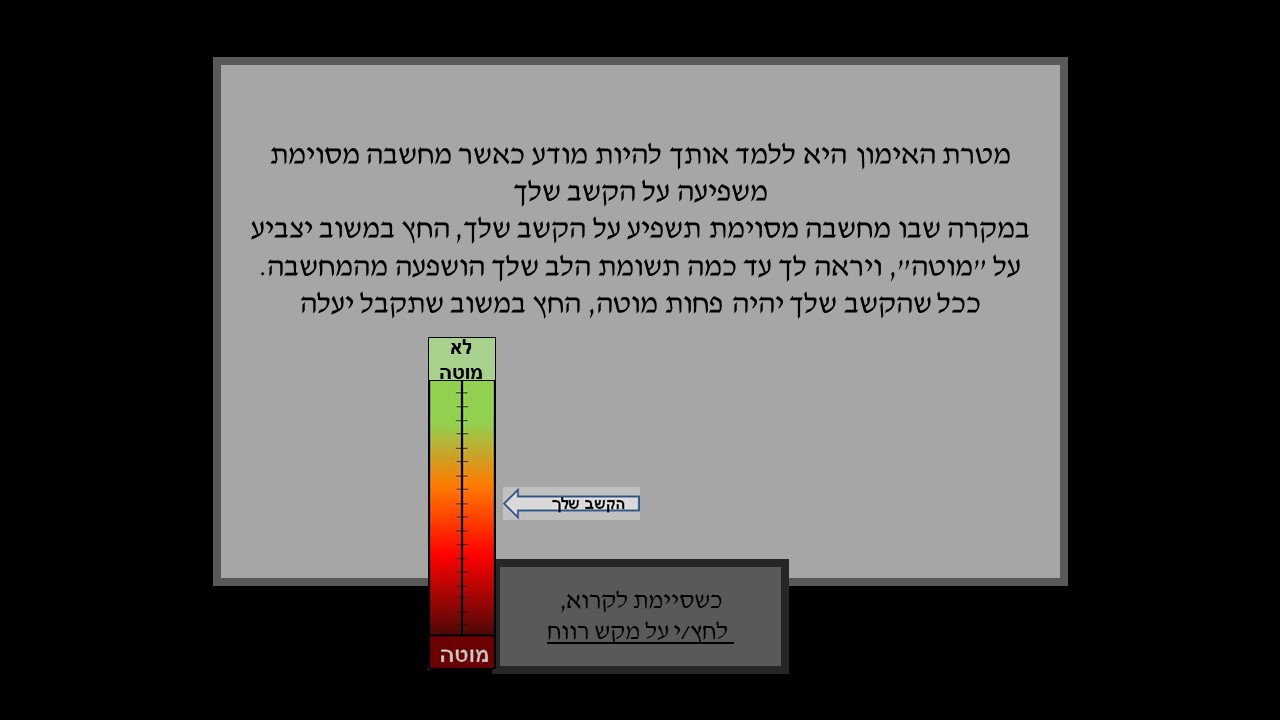 מטרת האימון היא ללמד אותך להיות מודע כאשר מחשבה מסוימת
משפיעה על הקשב שלך
במקרה שבו מחשבה מסוימת תשפיע על הקשב שלך, החץ במשוב יצביע
על ״מוטה״, ויראה לך עד כמה תשומת הלב שלך הושפעה מהמחשבה.
ככל שהקשב שלך יהיה פחות מוטה, החץ במשוב שתקבל יעלה
לא
מוטה
הקשב שלך
מוטה
כשסיימת לקרוא,
לחץ/י על מקש רווח